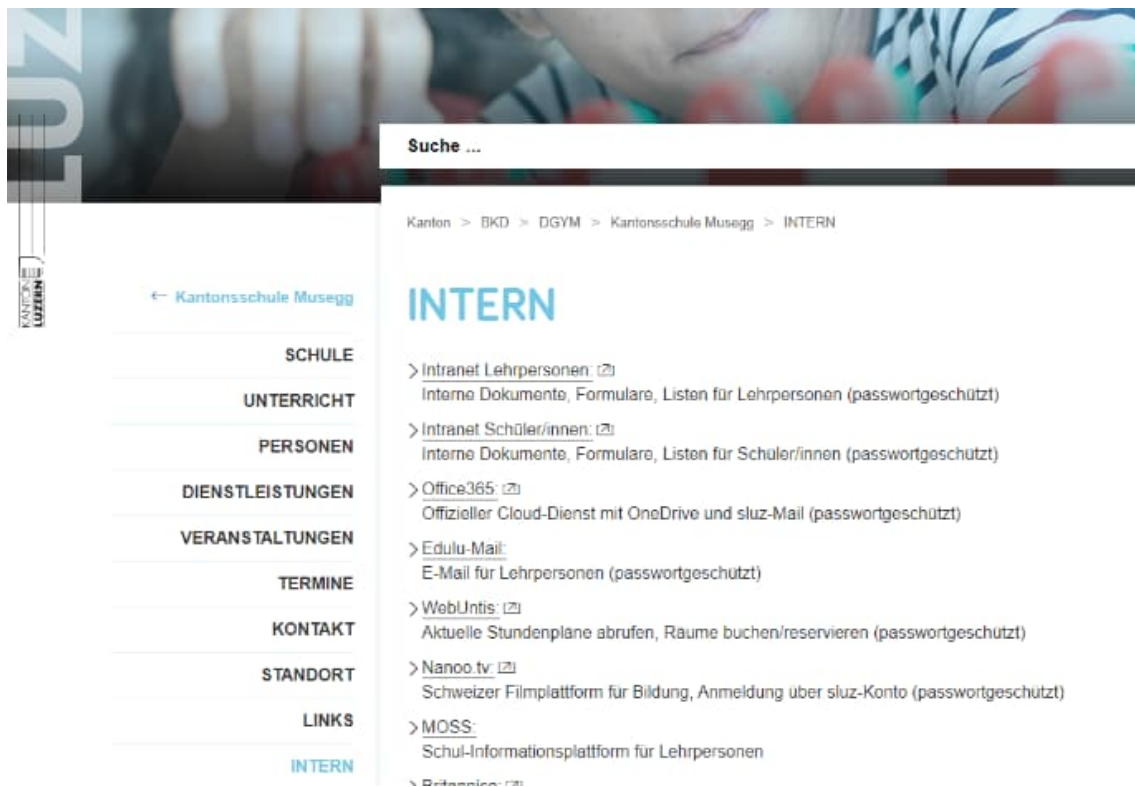 LUZ
KANTON
LUZERN
Suche ...
Kanton > BKD > DGYM > Kantonsschule Musegg > INTERN
← Kantonsschule Musegg
SCHULE
UNTERRICHT
PERSONEN
DIENSTLEISTUNGEN
VERANSTALTUNGEN
TERMINE
KONTAKT
STANDORT
LINKS
INTERN
INTERN
Intranet Lehrpersonen:
Interne Dokumente, Formulare, Listen für Lehrpersonen (passwortgeschützt)
Intranet Schüler/innen:
Interne Dokumente, Formulare, Listen für Schüler/innen (passwortgeschützt)
Office365:
Offizieller Cloud-Dienst mit OneDrive und sluz-Mail (passwortgeschützt)
Edulu-Mail:
E-Mail für Lehrpersonen (passwortgeschützt)
WebUntis:
Aktuelle Stundenpläne abrufen, Räume buchen/reservieren (passwortgeschützt)
Nanoo.tv:
Schweizer Filmplattform für Bildung, Anmeldung über sluz-Konto (passwortgeschützt)
MOSS:
Schul-Informationsplattform für Lehrpersonen